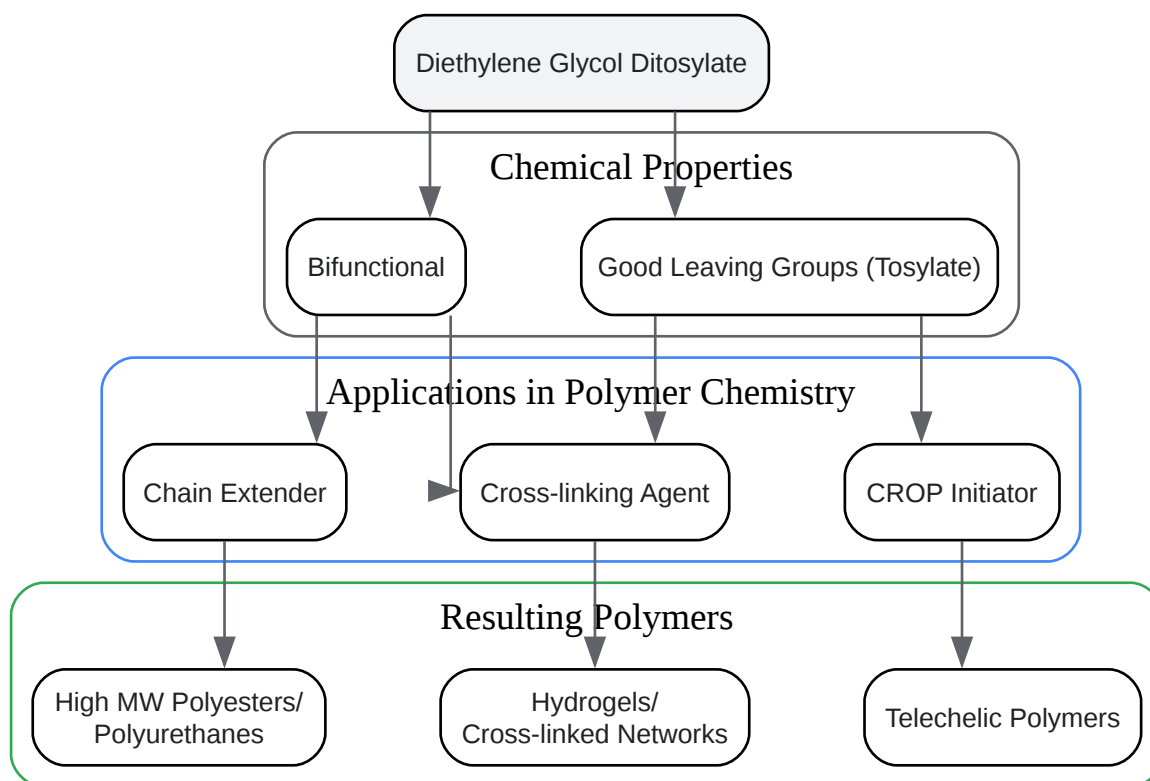 Diethylene Glycol Ditosylate
Chemical Properties
Bifunctional
Good Leaving Groups (Tosylate)
Applications in Polymer Chemistry
Chain Extender
Cross-linking Agent
CROP Initiator
Resulting Polymers
High MW Polyesters/
Polyurethanes
Hydrogels/
Cross-linked Networks
Telechelic Polymers